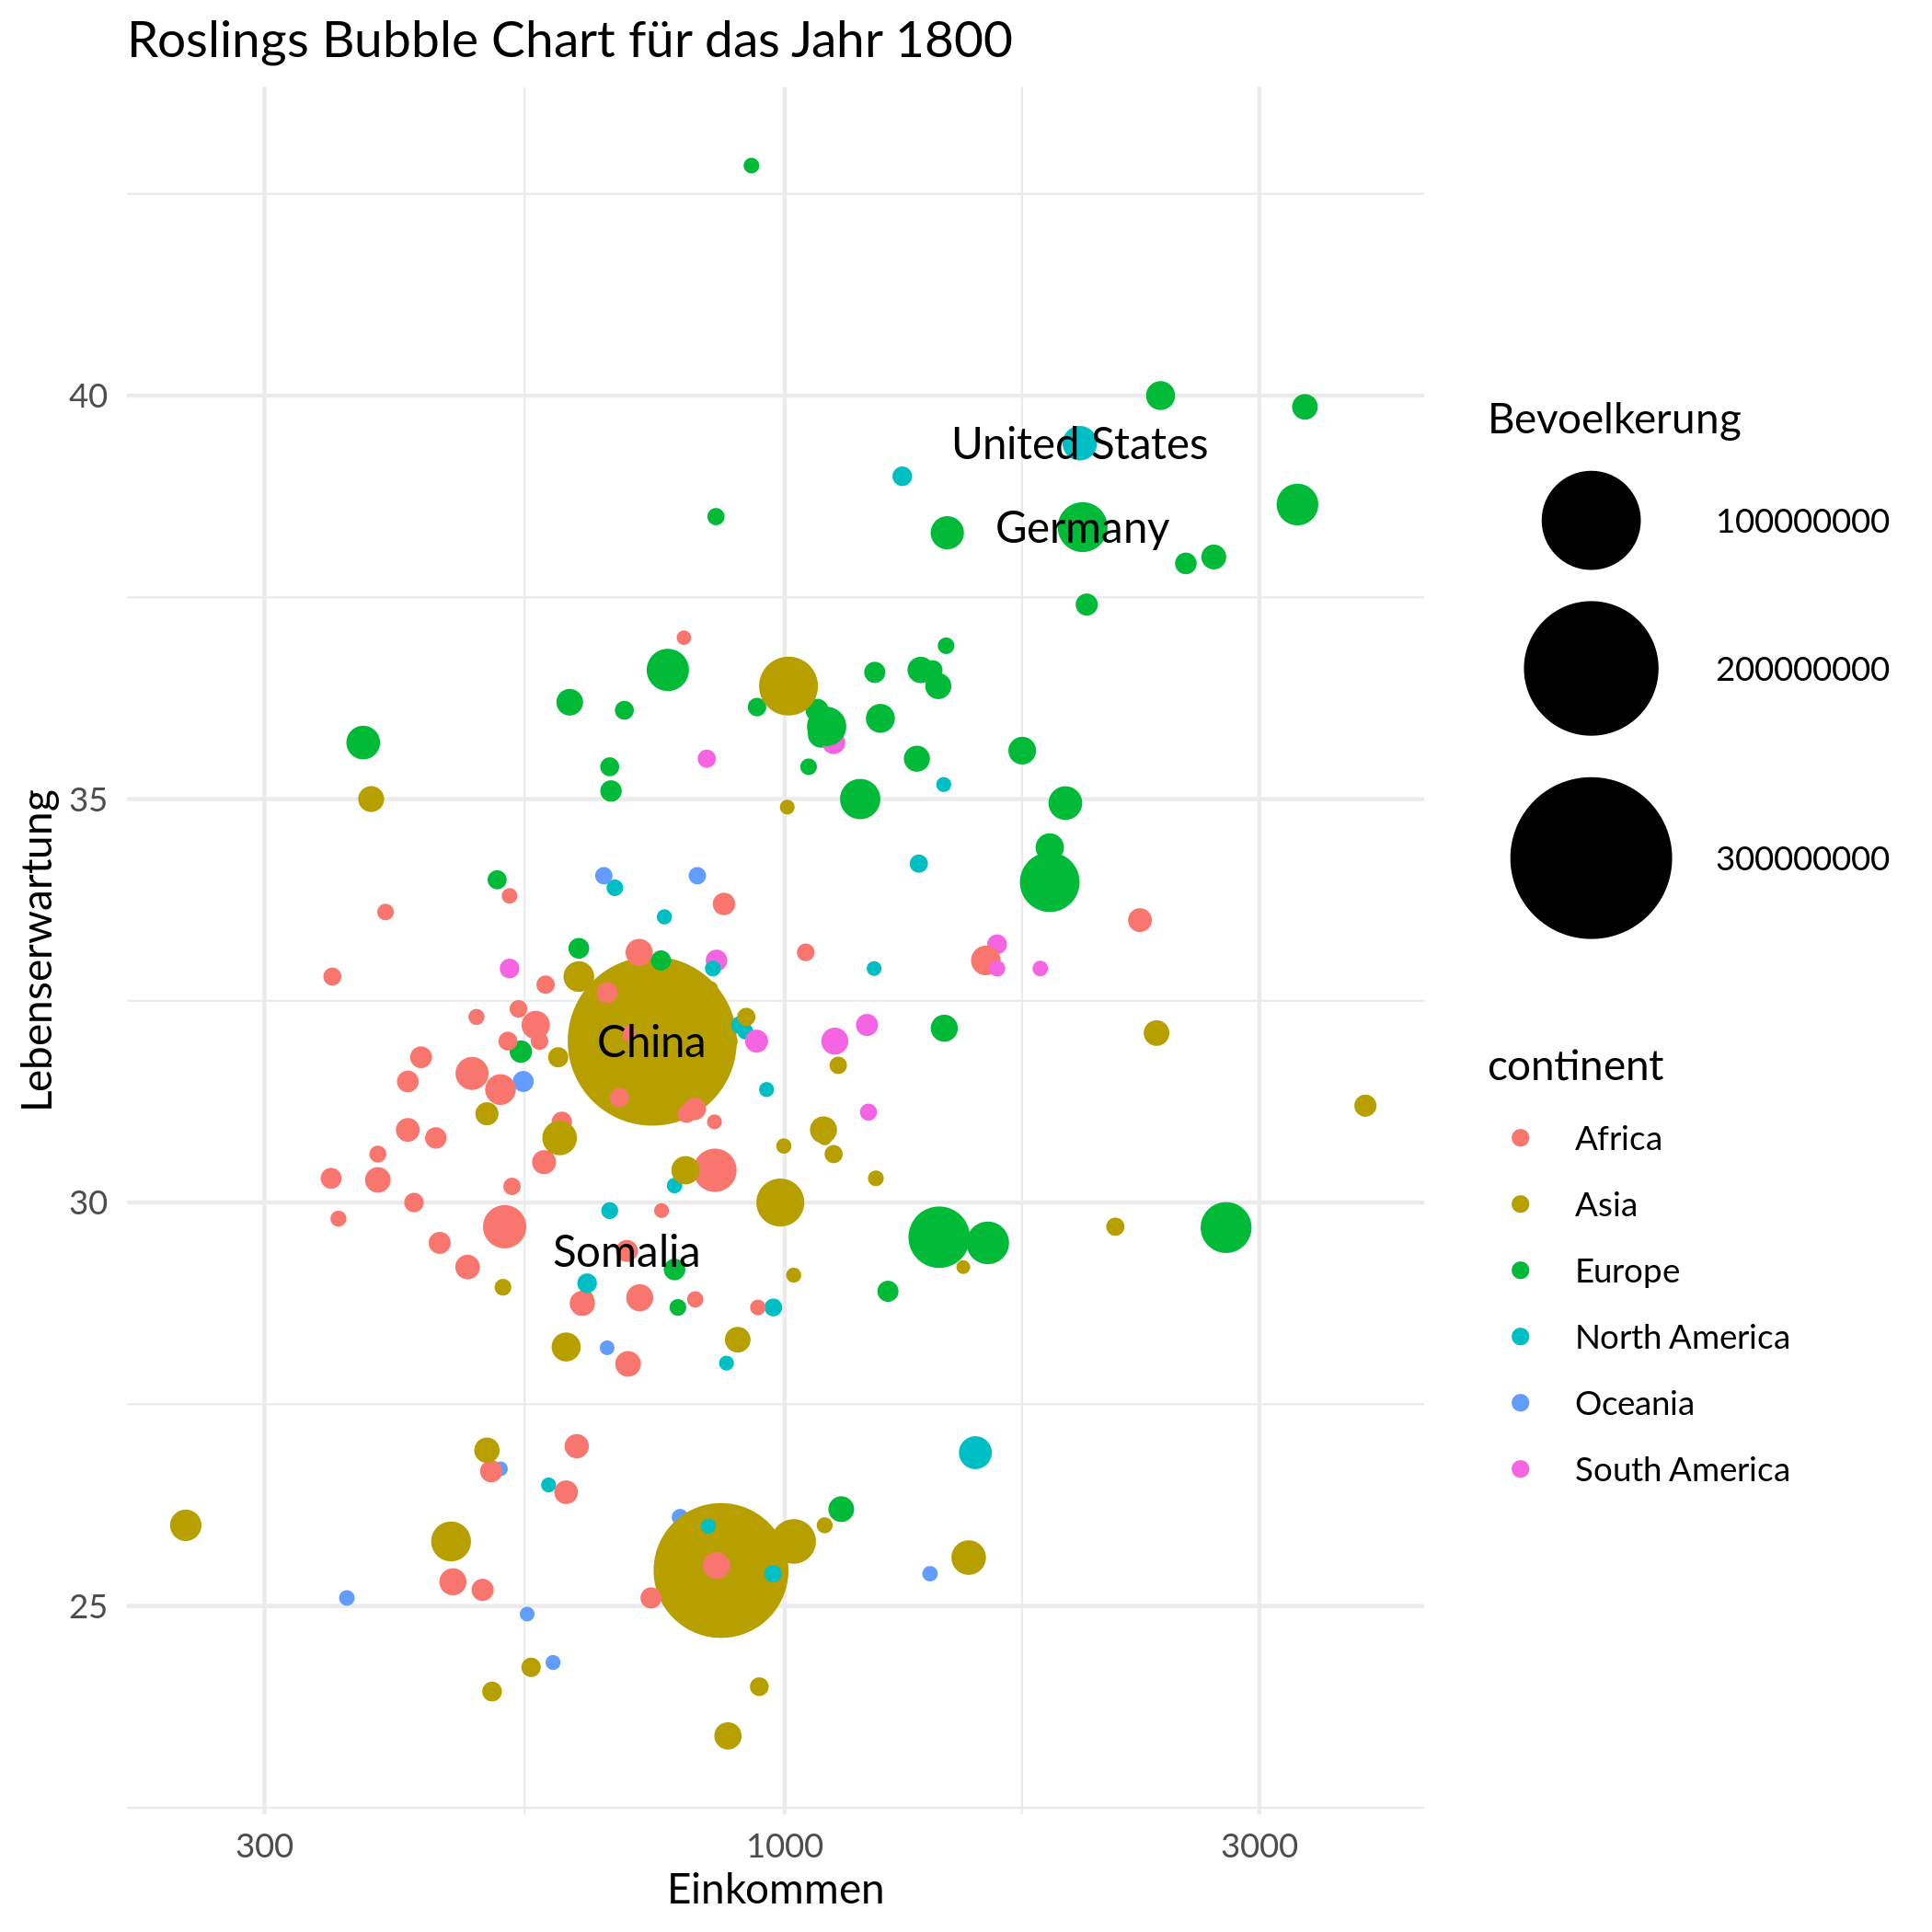 Roslings Bubble Chart für das Jahr 1800
Lebenserwartung
40
35
30
25
United States
Germany
China
Somalia
300
1000
3000
Einkommen
Bevoelkerung
100000000
200000000
300000000
continent
Africa
Asia
Europe
North America
Oceania
South America